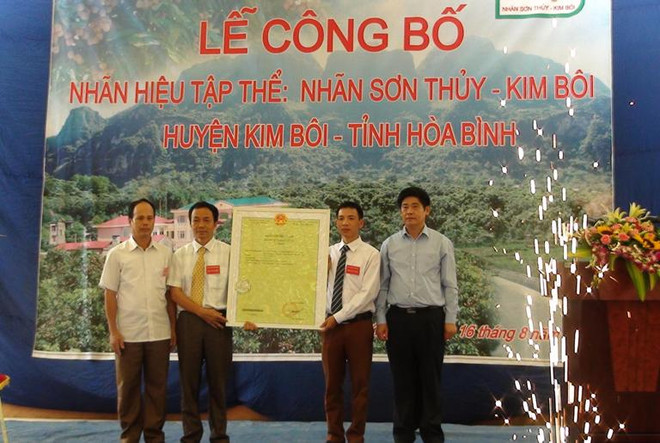 NHÃN SƠN THỦY - KIM BÔI
LỄ CÔNG BỐ
NHÃN HIỆU TẬP THỂ: NHÃN SƠN THỦY - KIM BÔI
HUYỆN KIM BÔI - TỈNH HÒA BÌNH
16 tháng 8 năm